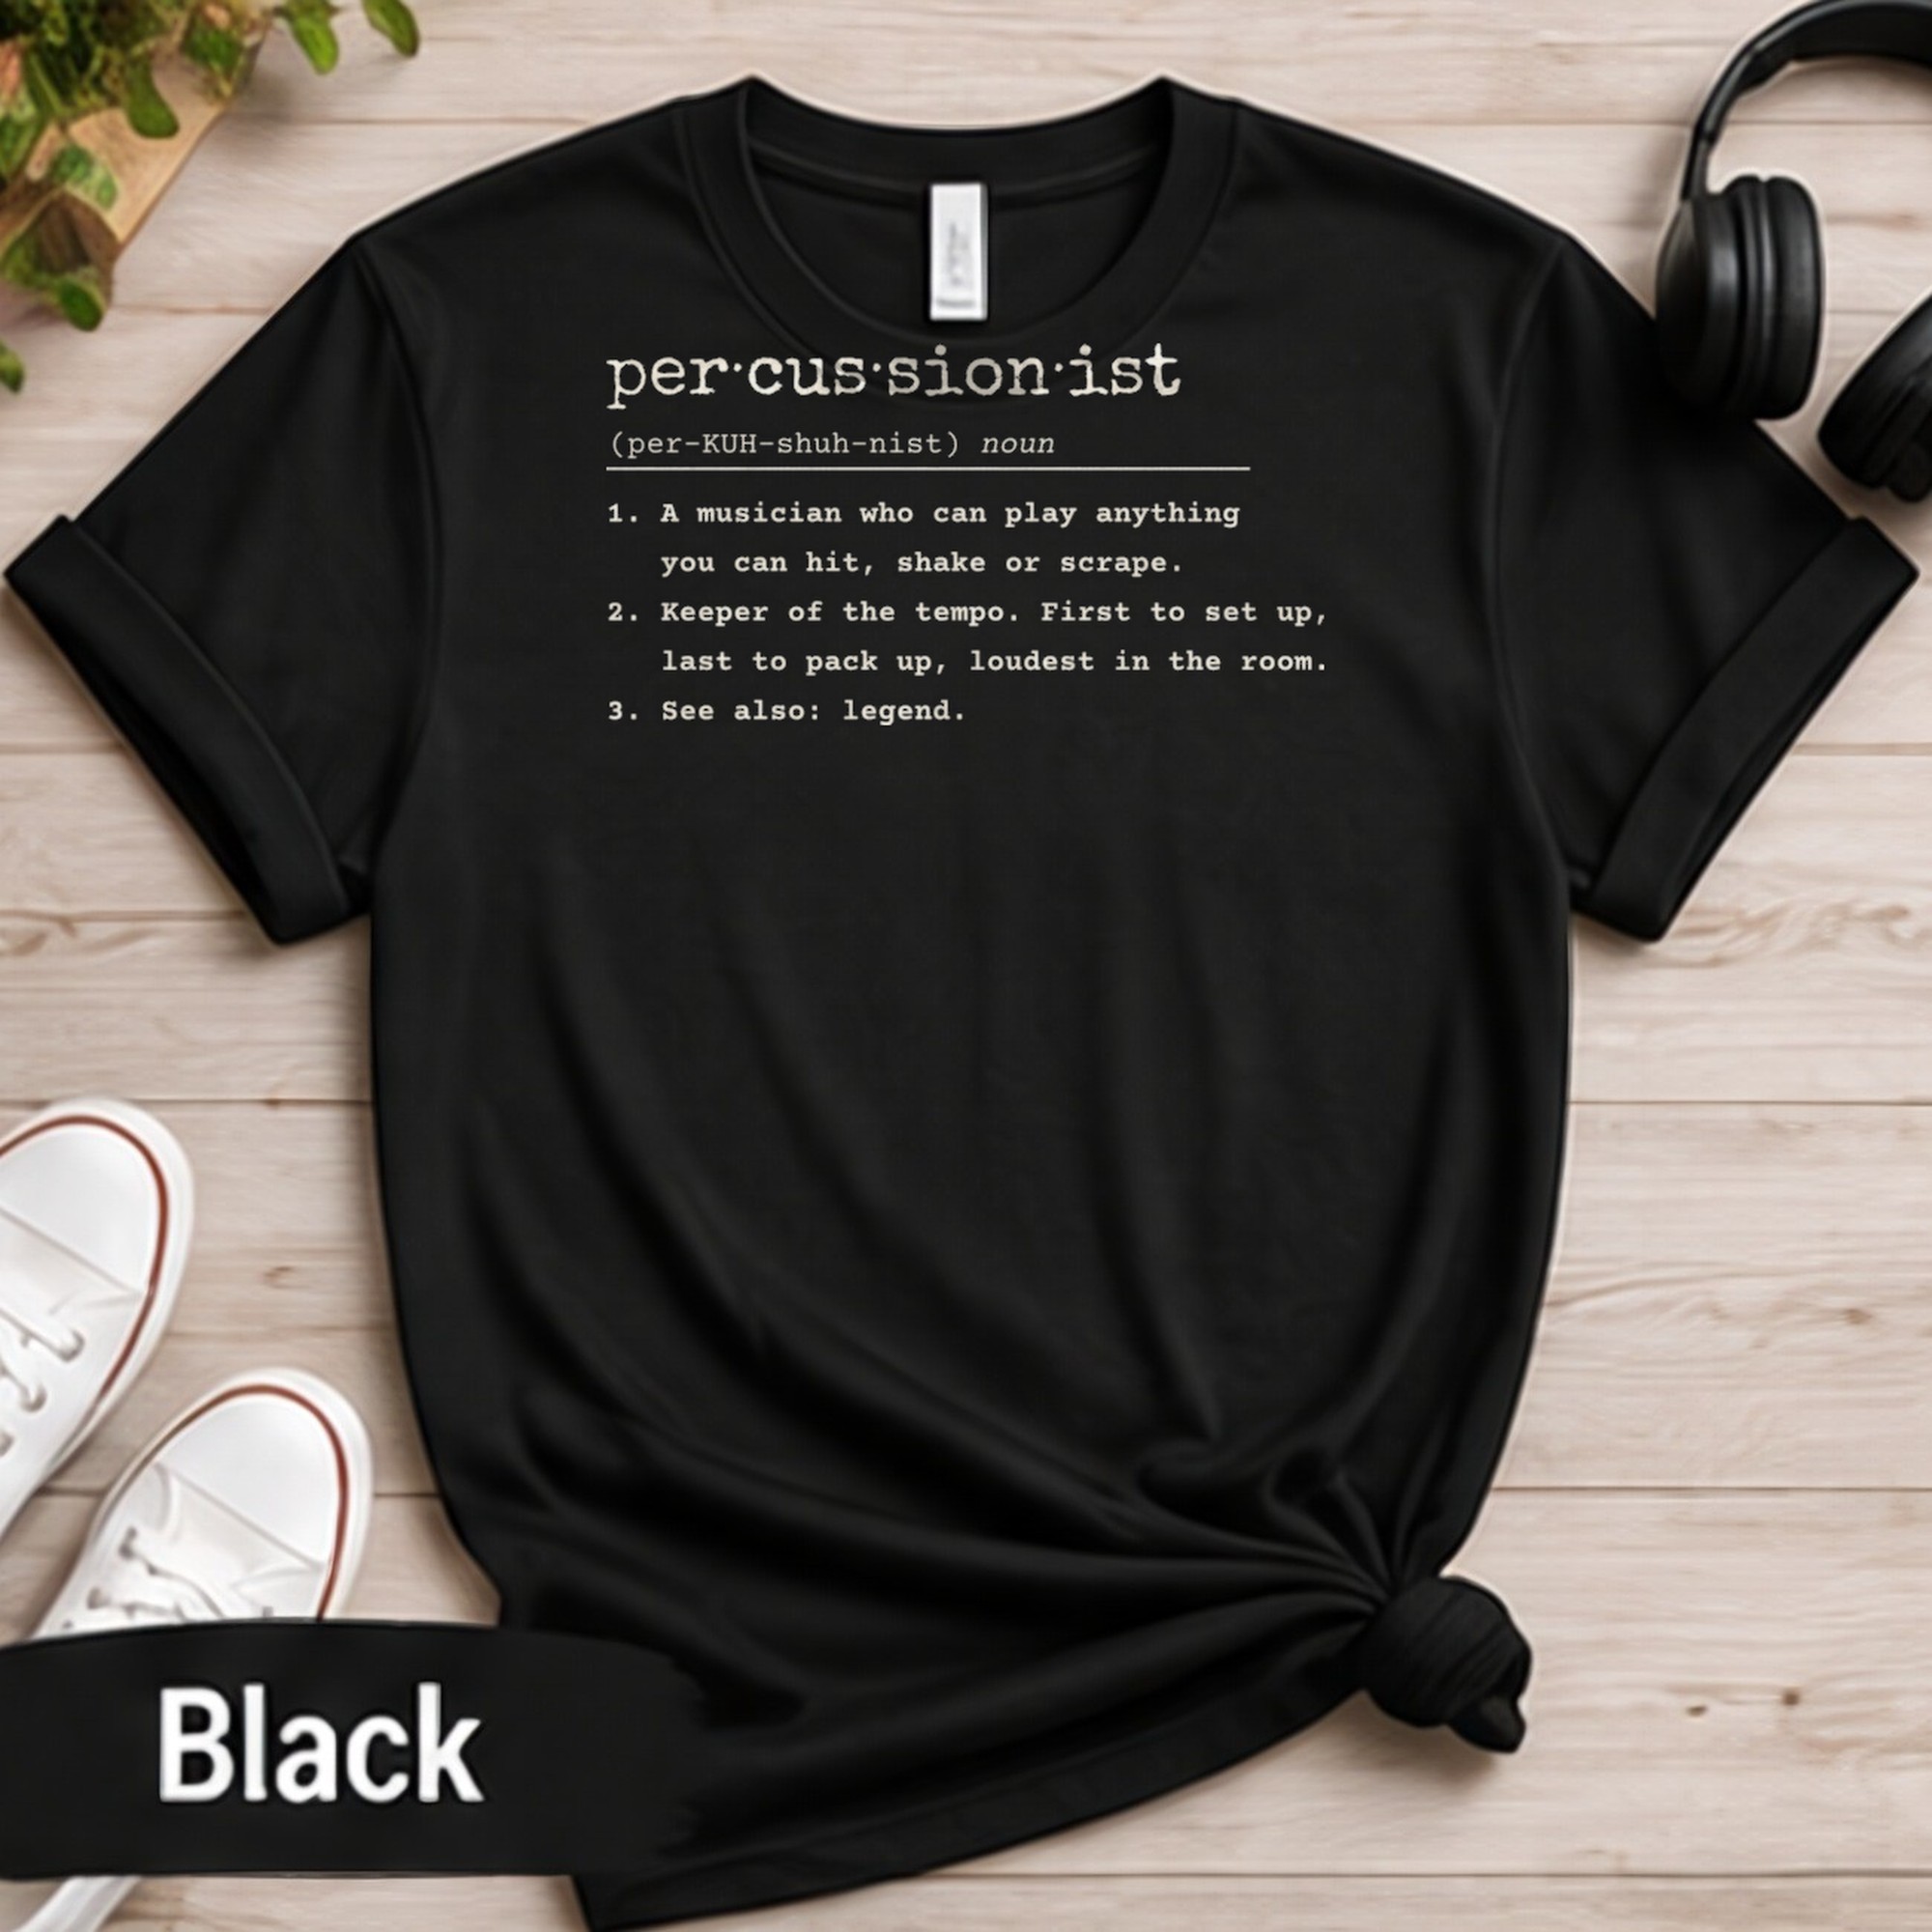 per·cus·sion·ist
(per-KUH-shuh-nist) noun
1. A musician who can play anything
you can hit, shake or scrape.
2. Keeper of the tempo. First to set up,
last to pack up, loudest in the room.
3. See also: legend.
Black